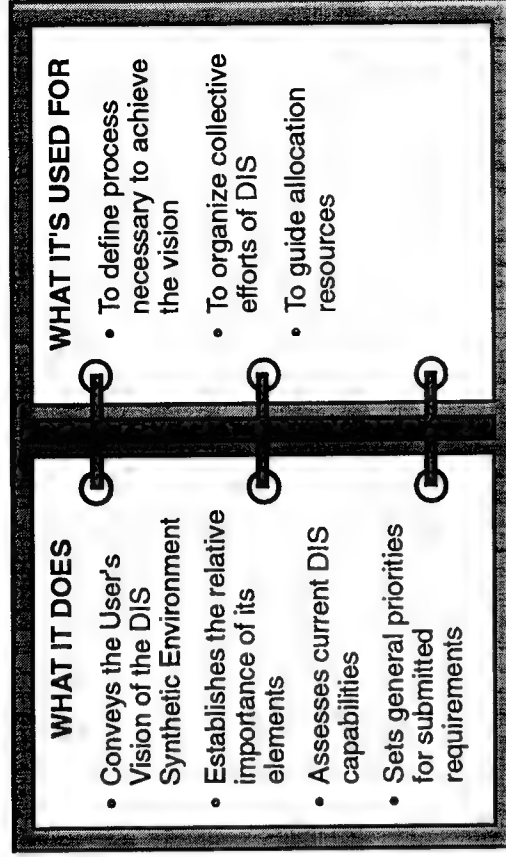 WHAT IT DOES
• Conveys the User's
Vision of the DIS
Synthetic Environment
• Establishes the relative
importance of its
elements
• Assesses current DIS
capabilities
• Sets general priorities
for submitted
requirements
WHAT IT'S USED FOR
• To define process
necessary to achieve
the vision
• To organize collective
efforts of DIS
• To guide allocation
resources